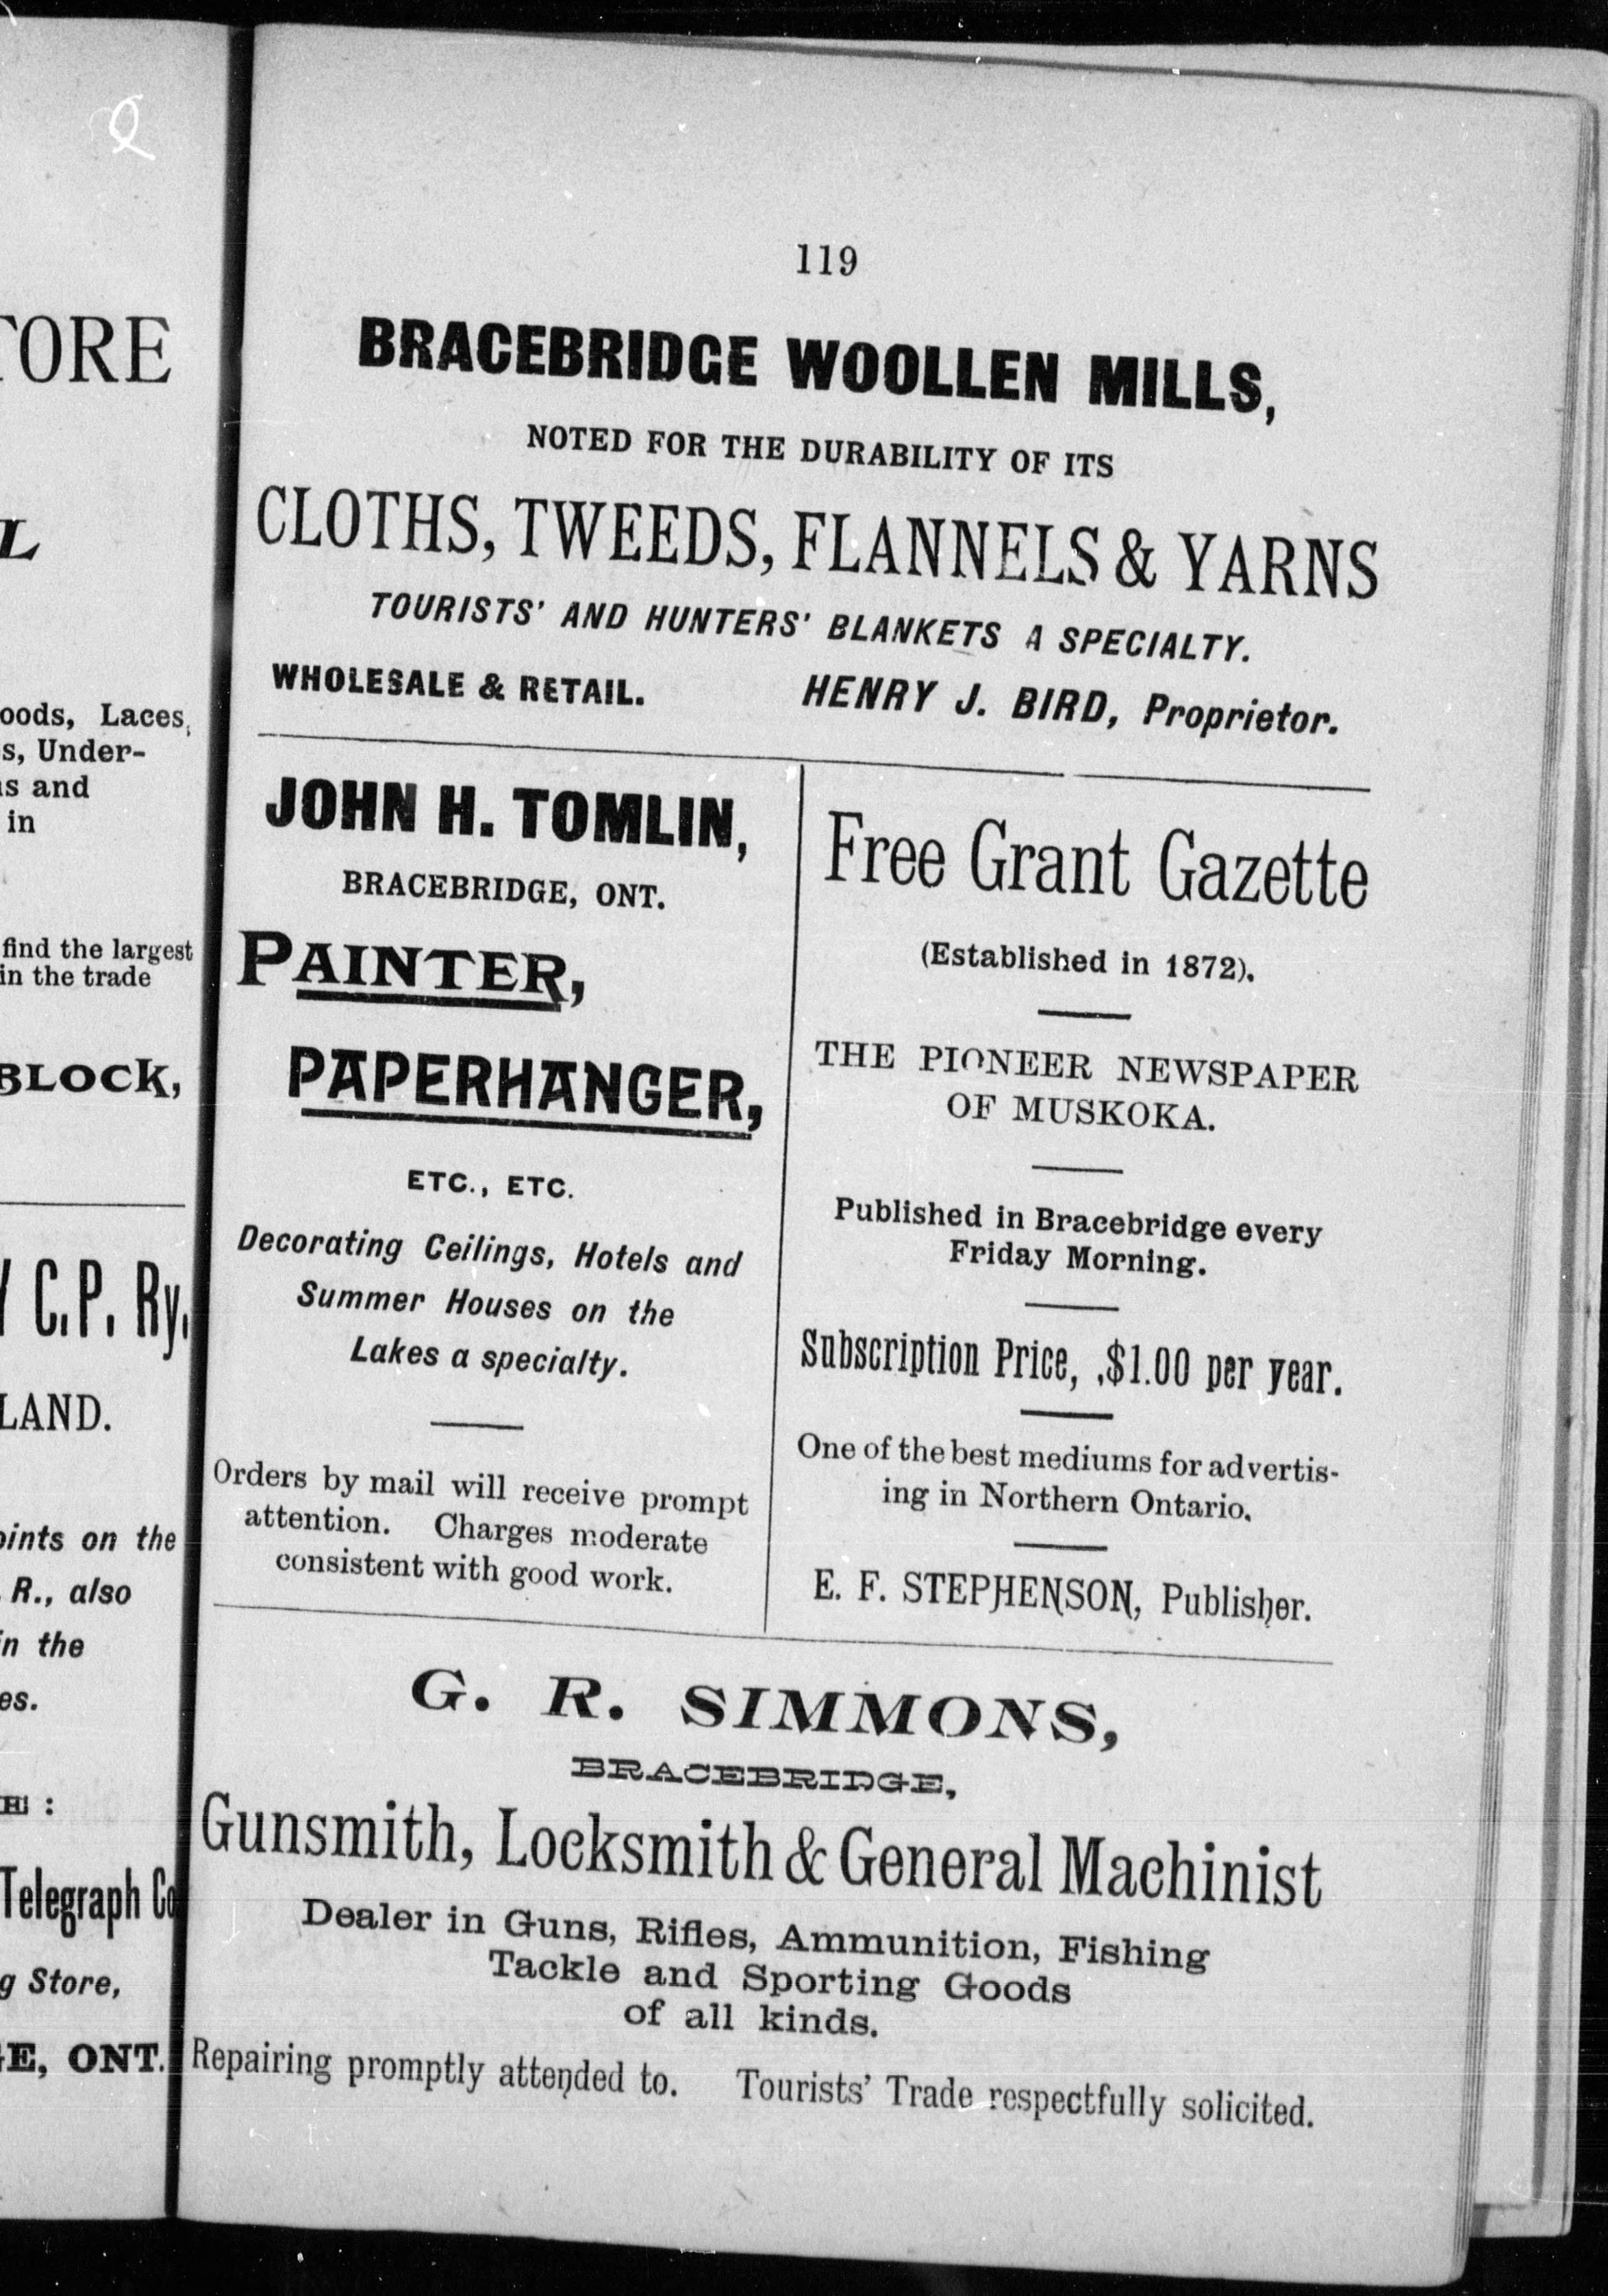 TORE
L
oods, Laces,
s, Under-
s and
in
find the largest
in the trade
BLOCK,
Y C.P. Ry.
LAND.
oints on the
R., also
in the
es.
E :
Telegraph Co
g Store,
GE, ONT.
119
BRACEBRIDGE WOOLLEN MILLS,
NOTED FOR THE DURABILITY OF ITS
CLOTHS, TWEEDS, FLANNELS & YARNS
TOURISTS' AND HUNTERS' BLANKETS A SPECIALTY.
WHOLESALE & RETAIL. HENRY J. BIRD, Proprietor.
JOHN H. TOMLIN,
BRACEBRIDGE, ONT.
PAINTER,
PAPERHANGER,
ETC., ETC.
Decorating Ceilings, Hotels and
Summer Houses on the
Lakes a specialty.
Orders by mail will receive prompt
attention. Charges moderate
consistent with good work.
Free Grant Gazette
(Established in 1872).
THE PIONEER NEWSPAPER
OF MUSKOKA.
Published in Bracebridge every
Friday Morning.
Subscription Price, .$1.00 per year.
One of the best mediums for advertis-
ing in Northern Ontario.
E. F. STEPHENSON, Publisher.
G. R. SIMMONS,
BRACEBRIDGE,
Gunsmith, Locksmith & General Machinist
Dealer in Guns, Rifles, Ammunition, Fishing
Tackle and Sporting Goods
of all kinds.
Repairing promptly attended to. Tourists' Trade respectfully solicited.